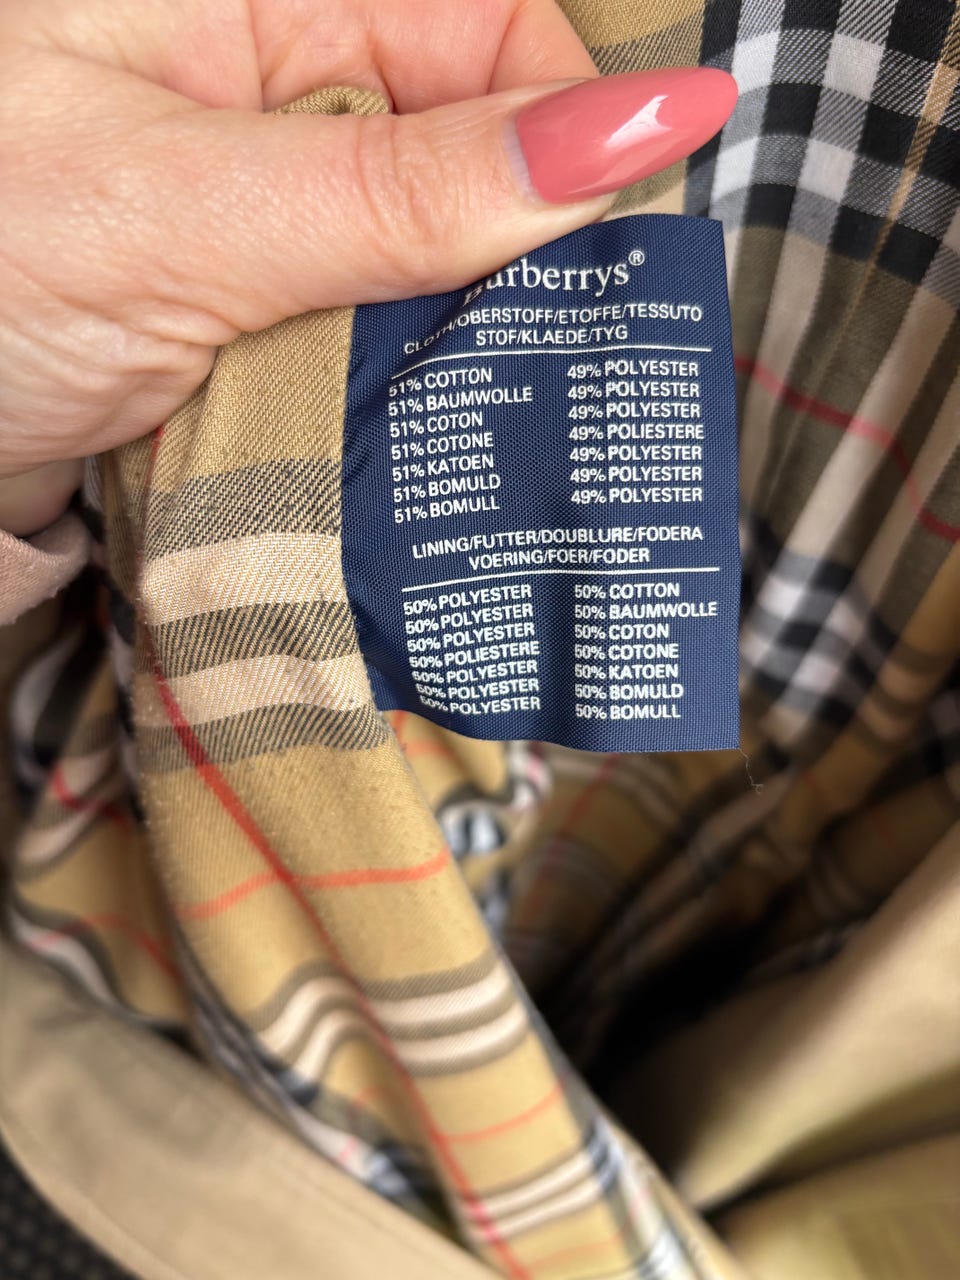 Burberrys®
CLOTH/OBERSTOFF/ETOFFE/TESSUTO
STOF/KLAEDE/TYG
51% COTTON 49% POLYESTER
51% BAUMWOLLE 49% POLYESTER
51% COTON 49% POLYESTER
51% COTONE 49% POLIESTERE
51% KATOEN 49% POLYESTER
51% BOMULD 49% POLYESTER
51% BOMULL 49% POLYESTER
LINING/FUTTER/DOUBLURE/FODERA
VOERING/FOER/FODER
50% POLYESTER 50% COTTON
50% POLYESTER 50% BAUMWOLLE
50% POLYESTER 50% COTON
50% POLIESTERE 50% COTONE
50% POLYESTER 50% KATOEN
50% POLYESTER 50% BOMULD
50% POLYESTER 50% BOMULL